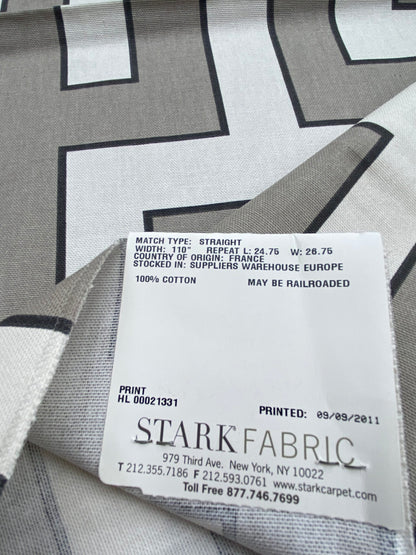 MATCH TYPE: STRAIGHT
WIDTH: 110" REPEAT L: 24.75 W: 26.75
COUNTRY OF ORIGIN: FRANCE
STOCKED IN: SUPPLIERS WAREHOUSE EUROPE
100% COTTON MAY BE RAILROADED
PRINT
HL 00021331
PRINTED: 09/09/2011
STARK FABRIC
979 Third Ave. New York, NY 10022
T 212.355.7186 F 212.593.0761 www.starkcarpet.com
Toll Free 877.746.7699